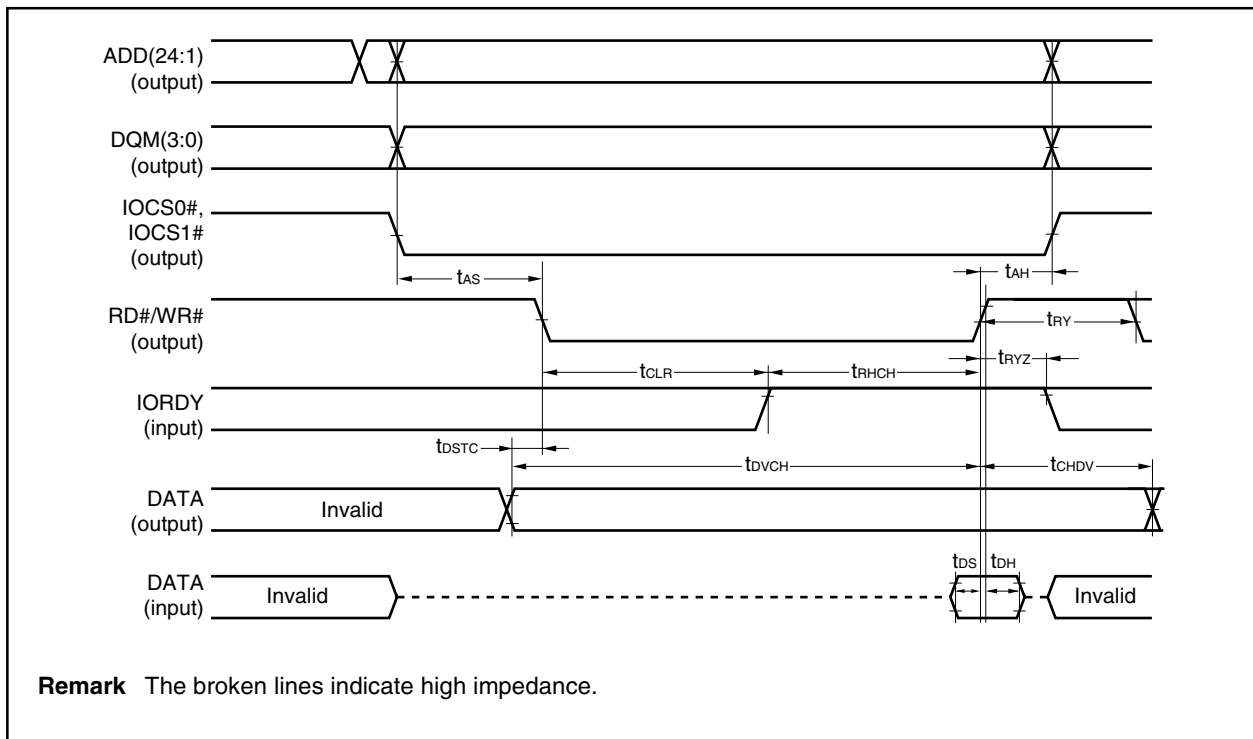 ADD(24:1)
(output)
DQM(3:0)
(output)
IOCS0#,
IOCS1#
(output)
tAS
tAH
RD#/WR#
(output)
tRY
tRYZ
tCLR
tRHCH
IORDY
(input)
tDSTC
tDVCH
tCHDV
DATA
(output)
Invalid
tDS
tDH
DATA
(input)
Invalid
Invalid
Remark The broken lines indicate high impedance.